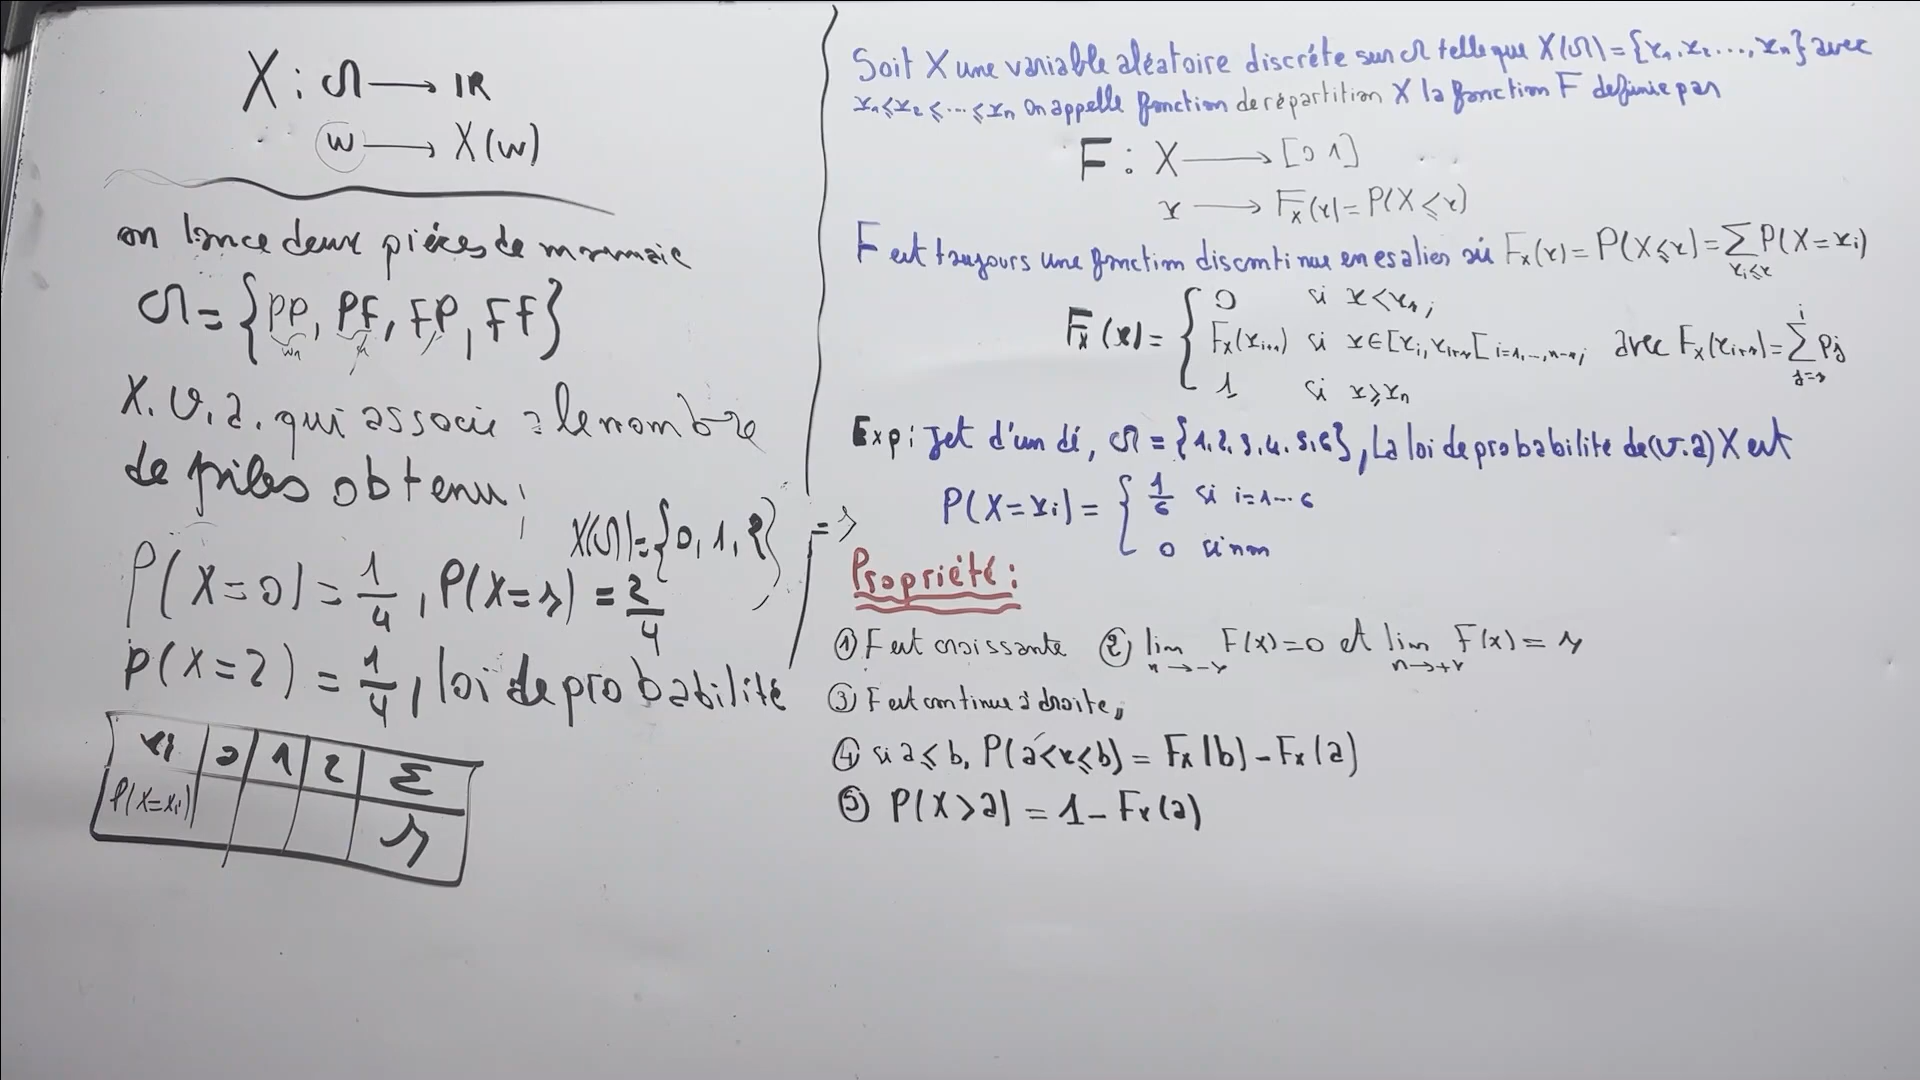 X : Ω → IR
w → X(w)
on lance deux pièces de monnaie
Ω = {PP, PF, FP, FF}
w₁
X. v. a. qui associe à le nombre
de piles obtenu,
X(Ω) = {0, 1, 2}
P(X=0) = 1/4, P(X=1) = 2/4
= 1
P(X=2) = 1/4, loi de probabilité
xi 0 1 2 Σ
P(X=xi) 1
Soit X une variable aléatoire discréte sur Ω telle que X(Ω) = {x₁, x₂ ..., xn} avec
x₁ ⩽ x₂ ⩽ ... ⩽ xn on appelle fonction de répartition X la fonction F definie par
F : X → [0 1]
x → Fx(x) = P(X ⩽ x)
F est toujours une fonction discontinue en escalier où Fx(x) = P(X ⩽ x) = Σ xi⩽x P(X = xi)
Fx(x) = { 0 si x < x₁;
Fx(xi+1) si x ∈ [xi, xi+1[ i=1,...,n-1; avec Fx(xi+1) = Σ j=1 i Pj
1 si x ⩾ xn
Exp: Jet d'un dé, Ω = {1, 2, 3, 4, 5, 6}, La loi de probabilité de (v.a) X est
P(X = xi) = { 1/6 si i = 1 ... 6
0 sinon
Propriété :
① F est croissante ② lim n→-∞ F(x) = 0 et lim n→+∞ F(x) = 1
③ F est continue à droite,
④ si a ⩽ b, P(a < x ⩽ b) = Fx(b) - Fx(a)
⑤ P(X > a) = 1 - Fx(a)